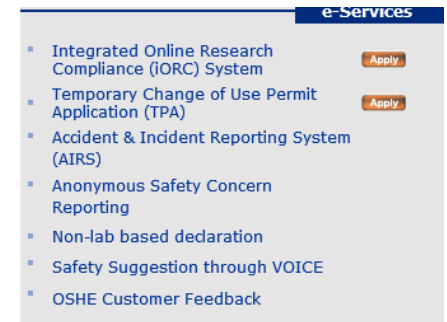 e-Services
Integrated Online Research
Compliance (iORC) System
Apply
Temporary Change of Use Permit
Application (TPA)
Apply
Accident & Incident Reporting System
(AIRS)
Anonymous Safety Concern
Reporting
Non-lab based declaration
Safety Suggestion through VOICE
OSHE Customer Feedback